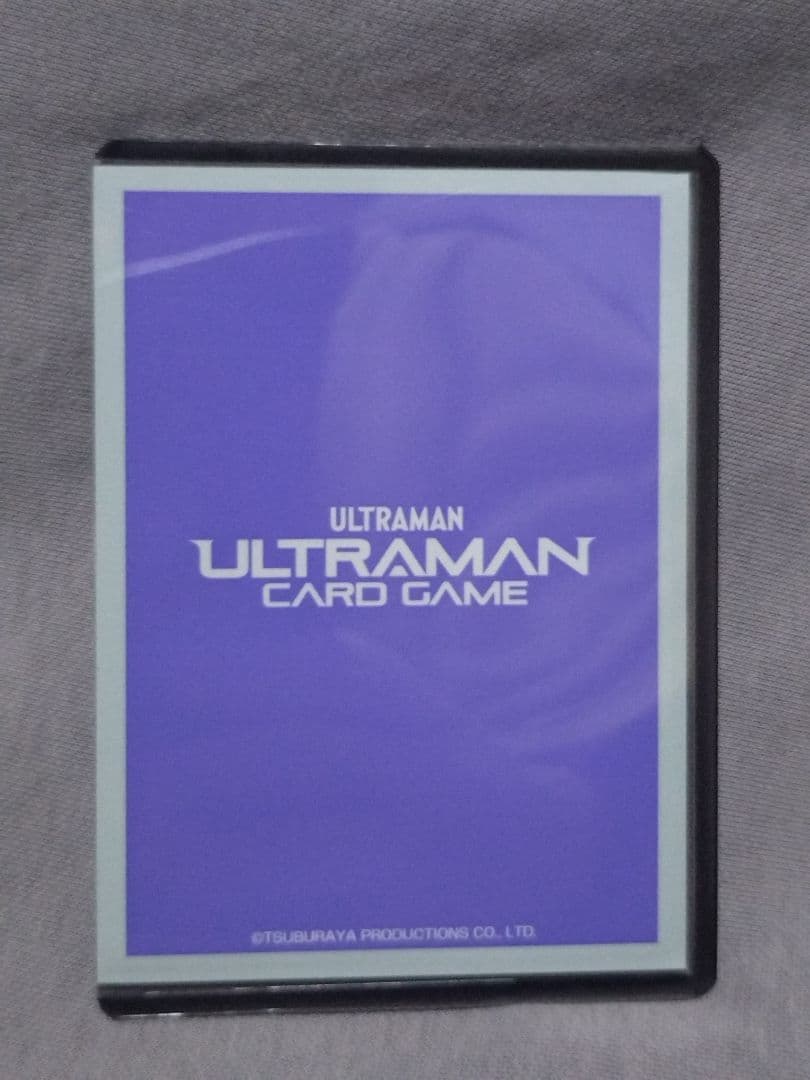 ULTRAMAN
ULTRAMAN
CARD GAME
©TSUBURAYA PRODUCTIONS CO., LTD.